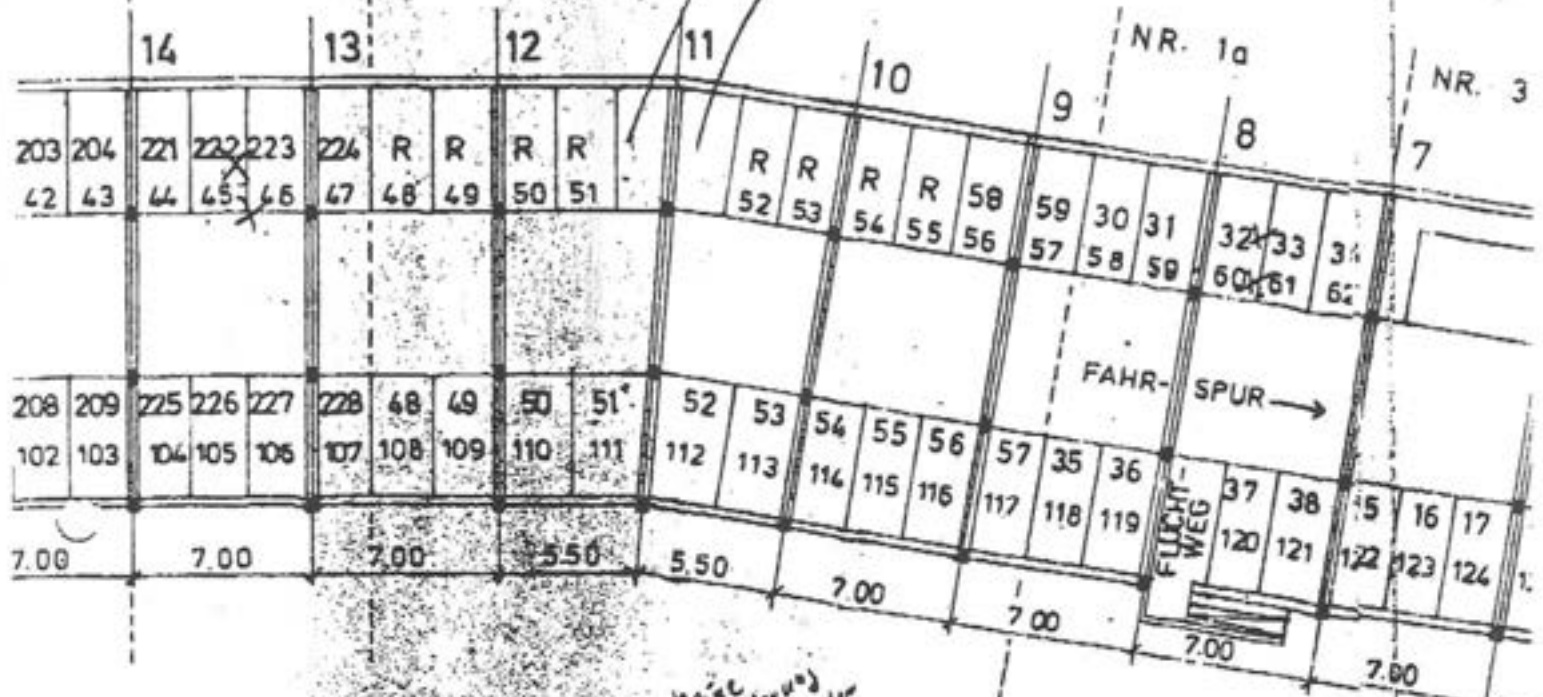 14 13 12 11 10 9 8 7
NR. 1a
NR. 3
203 204 221 222 223 224 R R R R R R R R 58 59 30 31 32 33
42 43 44 45 46 47 48 49 50 51 52 53 54 55 56 57 58 59 60 61
FAHR- SPUR
208 209 225 226 227 228 48 49 50 51 52 53 54 55 56 57 35 36 37 38 16 17
102 103 104 105 106 107 108 109 110 111 112 113 114 115 116 117 118 119 120 121 122 123 124
FLUCHT-
WEG
7.00 7.00 7.00 5.50 5.50 7.00 7.00 7.00 7.00